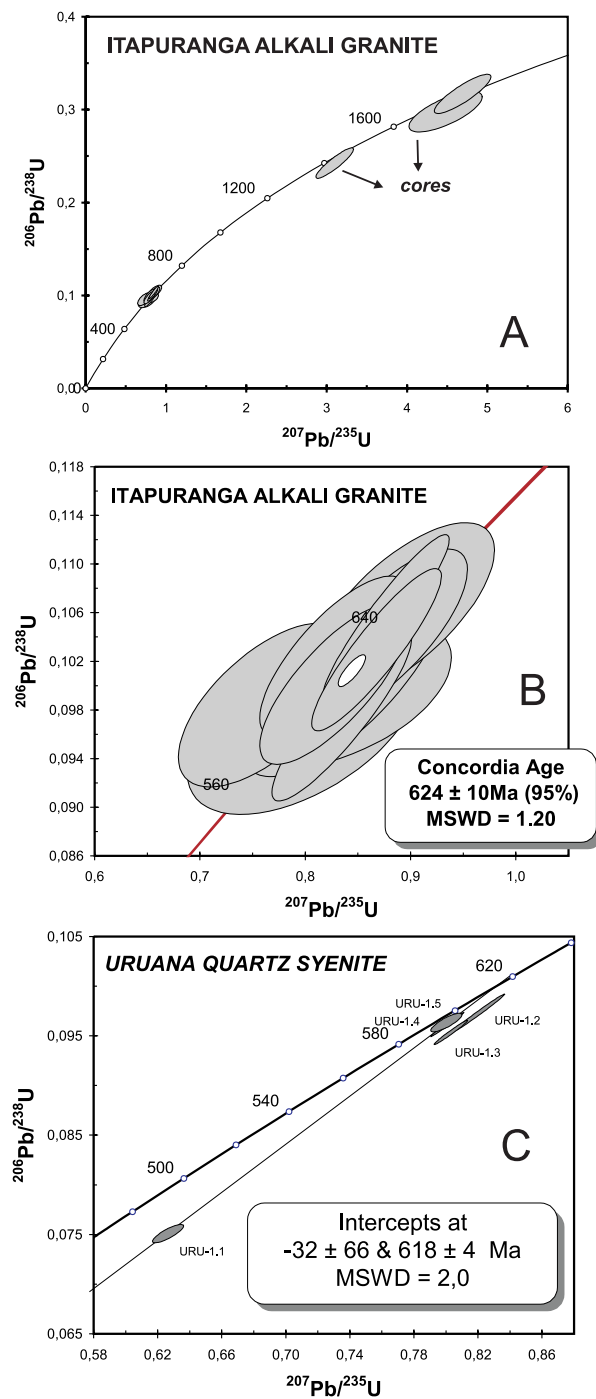 ITAPURANGA ALKALI GRANITE
0,4
0,3
0,2
0,1
0,0
0
400
800
1200
1600
cores
A
0
1
2
3
4
5
6
206Pb/238U
207Pb/235U
ITAPURANGA ALKALI GRANITE
0,118
0,114
0,110
0,106
0,102
0,098
0,094
0,090
0,086
640
560
B
Concordia Age
624 ± 10Ma (95%)
MSWD = 1.20
0,6
0,7
0,8
0,9
1,0
206Pb/238U
207Pb/235U
URUANA QUARTZ SYENITE
0,105
0,095
0,085
0,075
0,065
620
580
540
500
URU-1.5
URU-1.4
URU-1.2
URU-1.3
URU-1.1
C
Intercepts at
-32 ± 66 & 618 ± 4 Ma
MSWD = 2,0
0,58
0,62
0,66
0,70
0,74
0,78
0,82
0,86
206Pb/238U
207Pb/235U